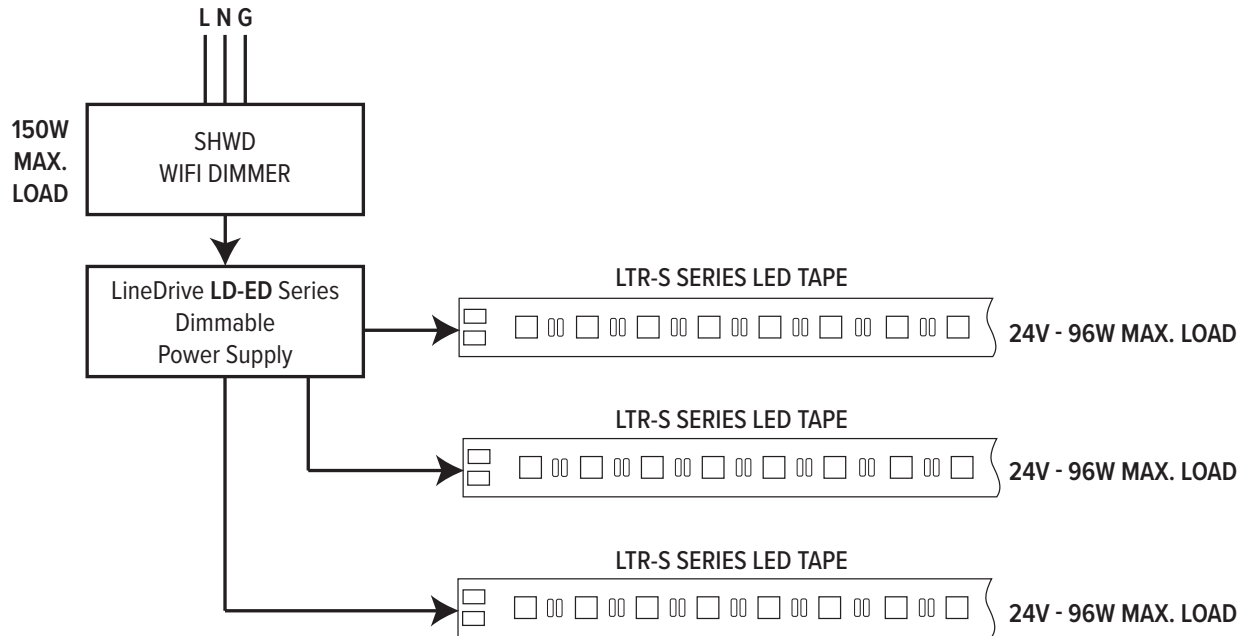 L N G
150W
MAX.
LOAD
SHWD
WIFI DIMMER
LineDrive LD-ED Series
Dimmable
Power Supply
LTR-S SERIES LED TAPE
24V - 96W MAX. LOAD
LTR-S SERIES LED TAPE
24V - 96W MAX. LOAD
LTR-S SERIES LED TAPE
24V - 96W MAX. LOAD